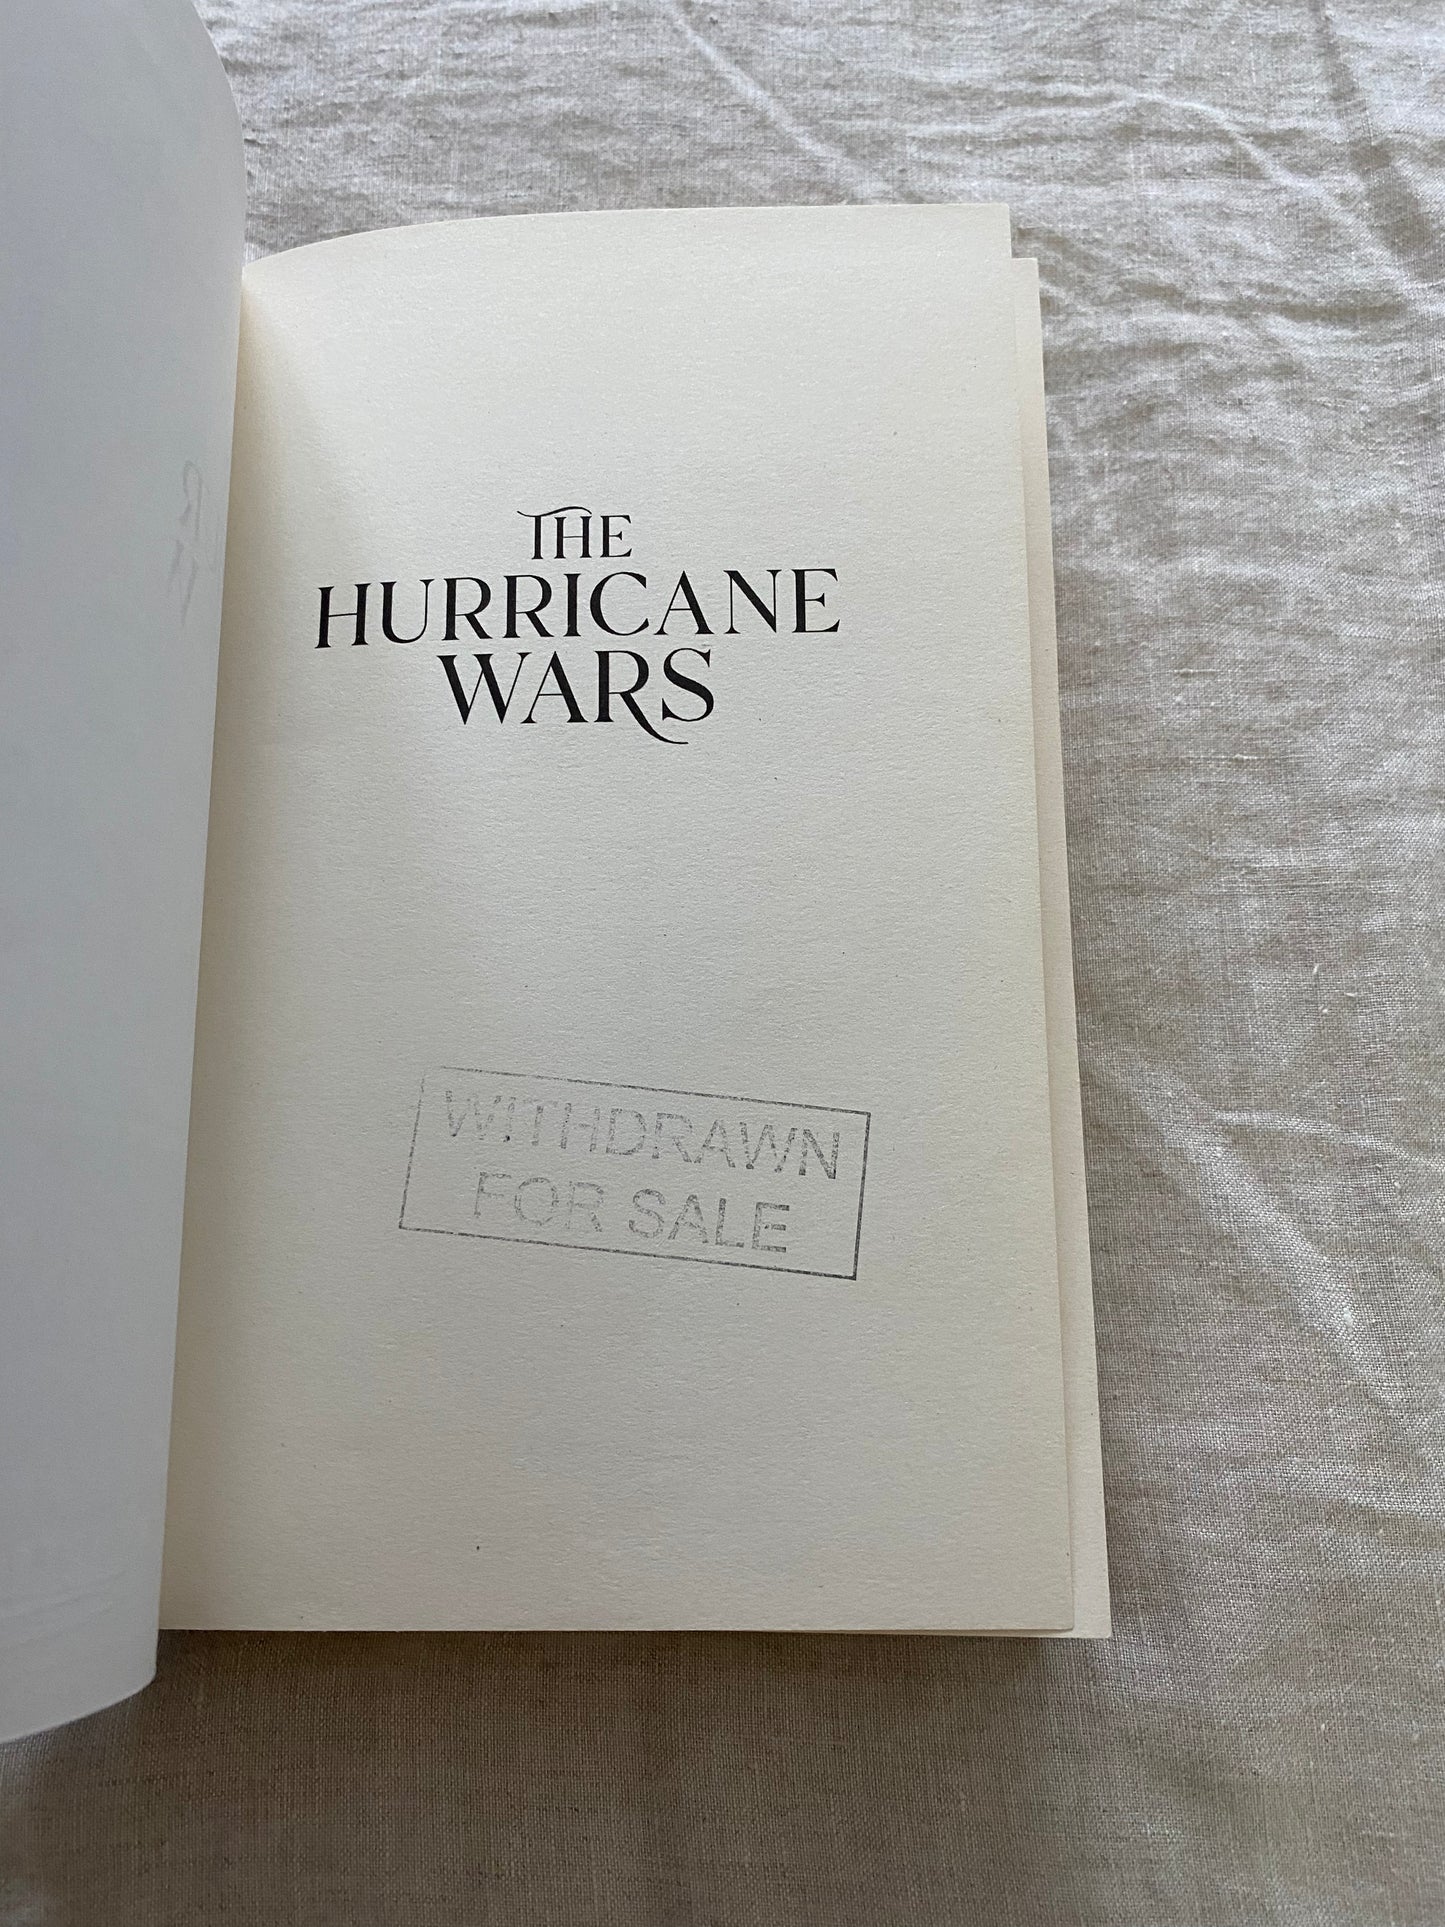 THE
HURRICANE
WARS
WITHDRAWN
FOR SALE